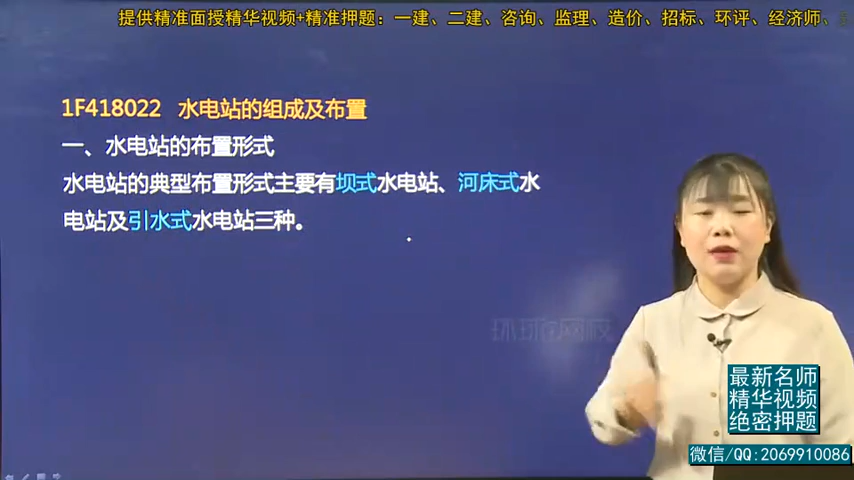 提供精准面授精华视频+精准押题：一建、二建、咨询、监理、造价、招标、环评、经济师、
1F418022 水电站的组成及布置
一、水电站的布置形式
水电站的典型布置形式主要有坝式水电站、河床式水
电站及引水式水电站三种。
最新名师
精华视频
绝密押题
微信/QQ:2069910086